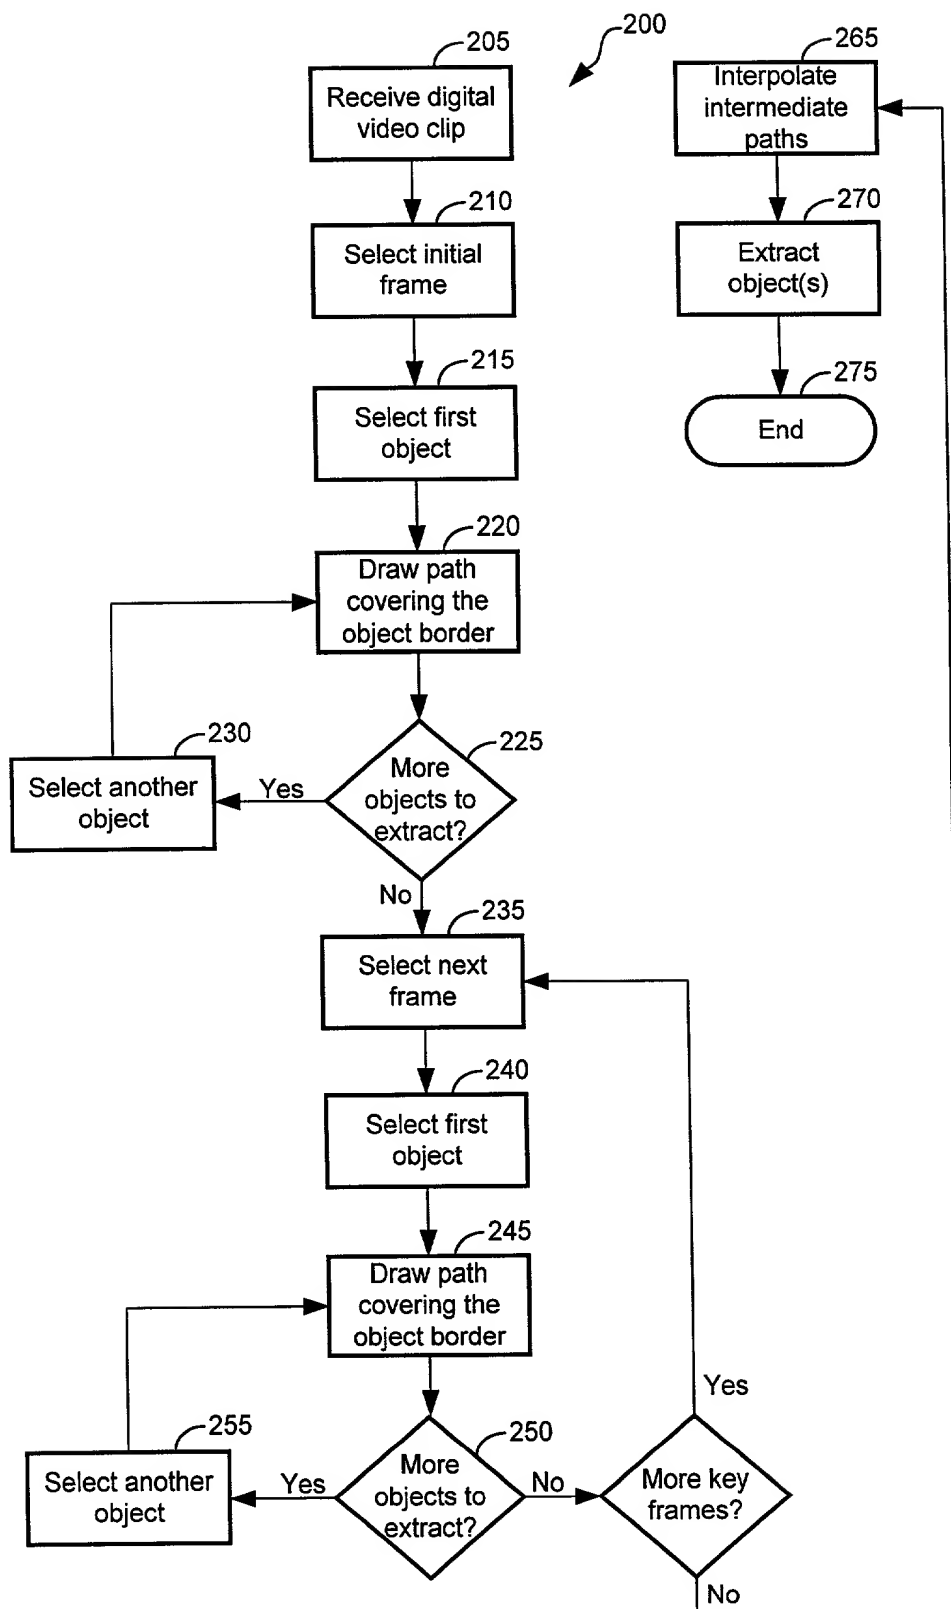 200
205
Receive digital
video clip
210
Select initial
frame
215
Select first
object
220
Draw path
covering the
object border
225
More
objects to
extract?
Yes
230
Select another
object
No
235
Select next
frame
240
Select first
object
245
Draw path
covering the
object border
250
More
objects to
extract?
Yes
255
Select another
object
No
More key
frames?
Yes
No
265
Interpolate
intermediate
paths
270
Extract
object(s)
275
End